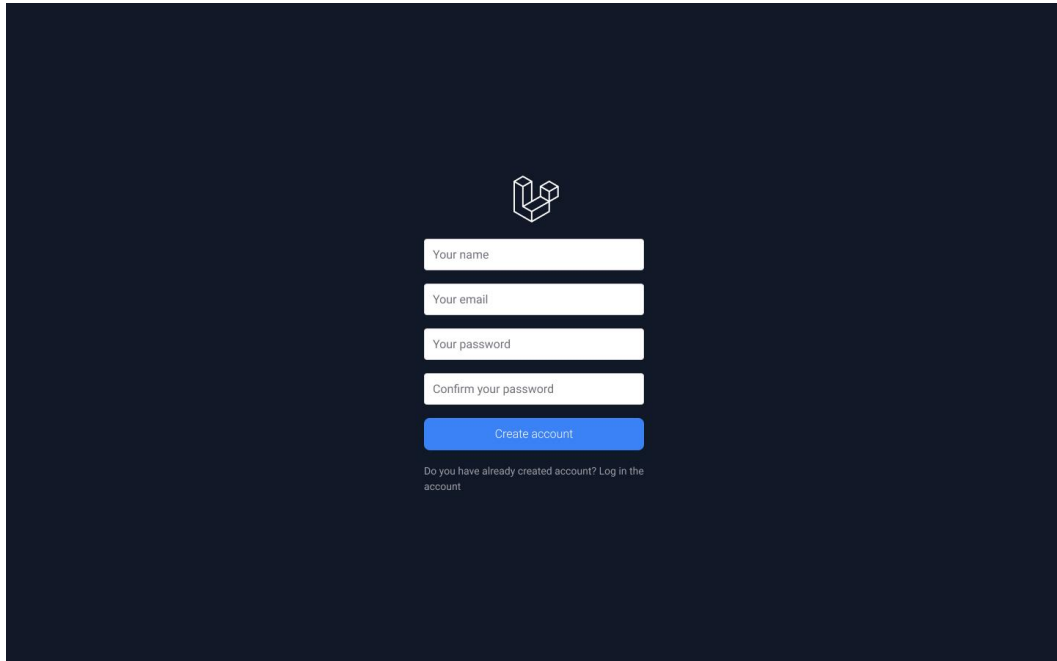 Your name
Your email
Your password
Confirm your password
Create account
Do you have already created account? Log in the
account